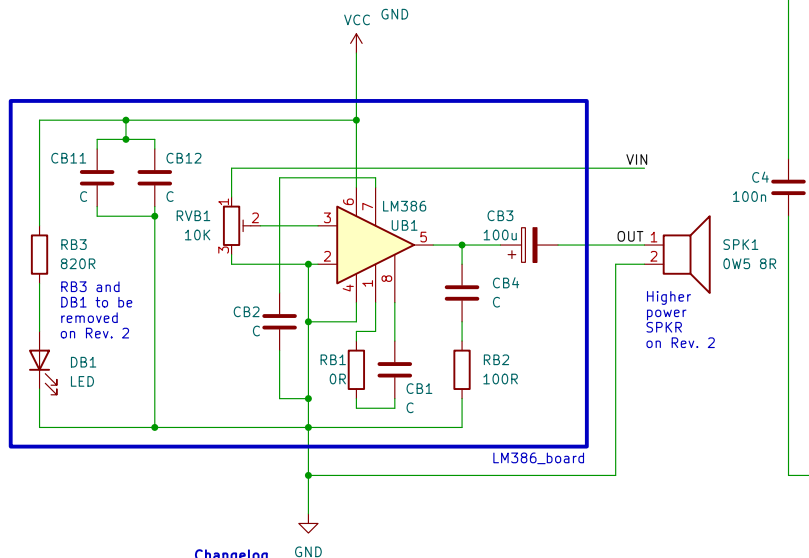 GND
VCC
CB11
CB12
C
C
VIN
C4
100n
RVB1
10K
1
2
3
LM386
UB1
6
7
3
2
5
4
1
8
CB3
100u
+
OUT
1
2
SPK1
0W5 8R
RB3
820R
RB3 and
DB1 to be
removed
on Rev. 2
CB2
C
CB4
C
Higher
power
SPKR
on Rev. 2
DB1
LED
RB1
0R
CB1
C
RB2
100R
LM386_board
Changelog
GND